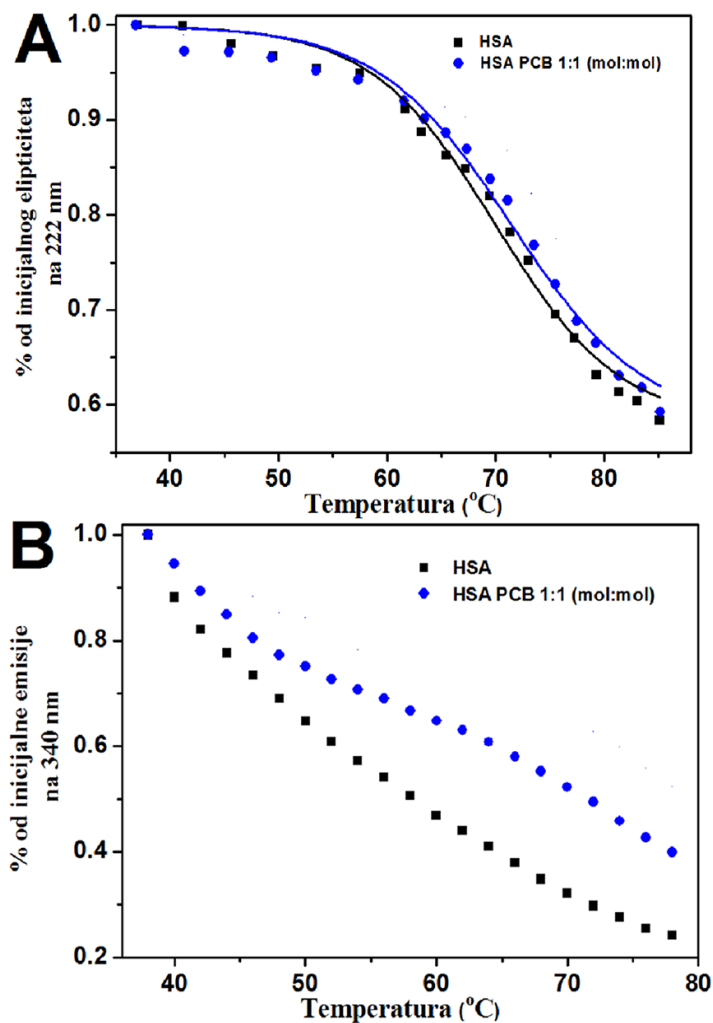 A
HSA
HSA PCB 1:1 (mol:mol)
% od inicijalnog elipticiteta
na 222 nm
1.0
0.9
0.8
0.7
0.6
40
50
60
70
80
Temperatura (°C)
B
HSA
HSA PCB 1:1 (mol:mol)
% od inicijalne emisije
na 340 nm
1.0
0.8
0.6
0.4
0.2
40
50
60
70
80
Temperatura (°C)